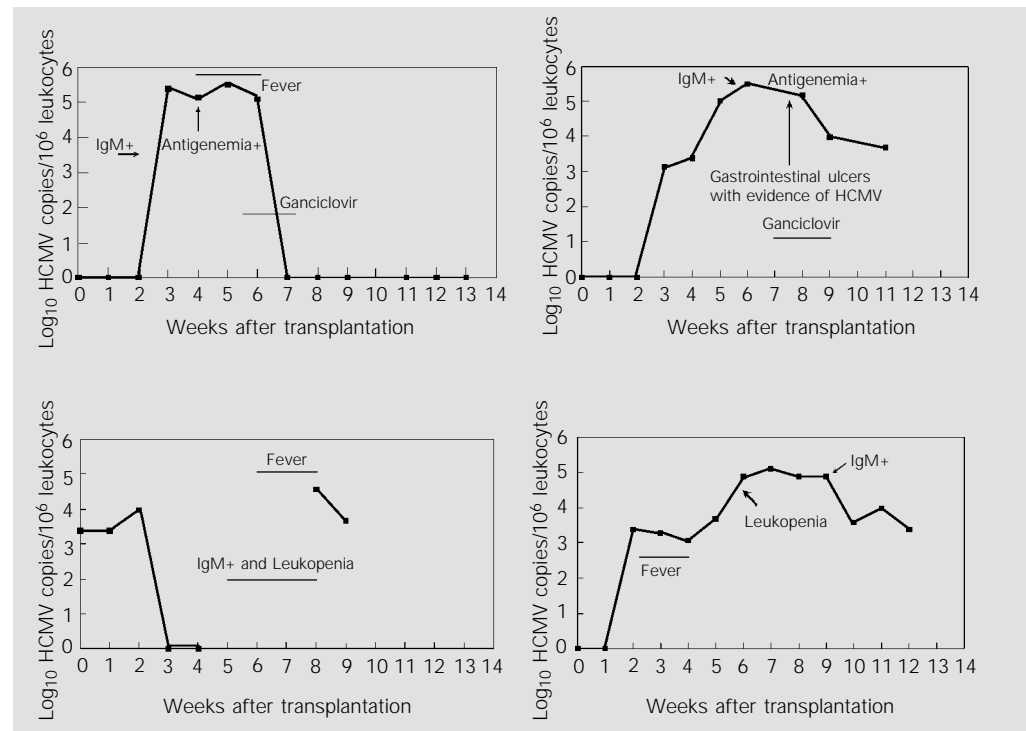 Log10 HCMV copies/10^6 leukocytes
6
5
4
3
2
1
0
Fever
IgM+
Antigenemia+
Ganciclovir
0 1 2 3 4 5 6 7 8 9 10 11 12 13 14
Weeks after transplantation
Log10 HCMV copies/10^6 leukocytes
6
5
4
3
2
1
0
IgM+
Antigenemia+
Gastrointestinal ulcers
with evidence of HCMV
Ganciclovir
0 1 2 3 4 5 6 7 8 9 10 11 12 13 14
Weeks after transplantation
Log10 HCMV copies/10^6 leukocytes
6
5
4
3
2
1
0
Fever
IgM+ and Leukopenia
0 1 2 3 4 5 6 7 8 9 10 11 12 13 14
Weeks after transplantation
Log10 HCMV copies/10^6 leukocytes
6
5
4
3
2
1
0
IgM+
Leukopenia
Fever
0 1 2 3 4 5 6 7 8 9 10 11 12 13 14
Weeks after transplantation